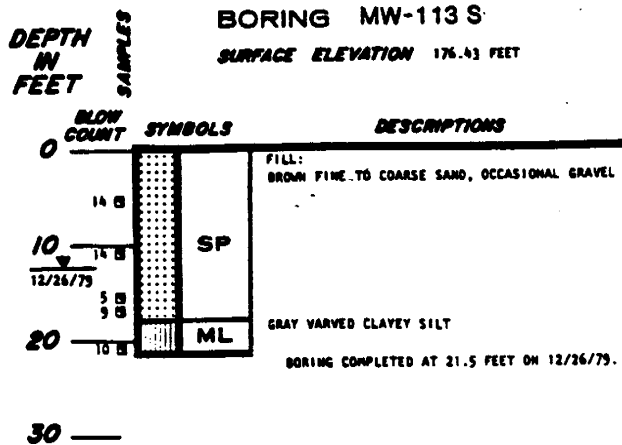 BORING MW-113 S
SURFACE ELEVATION 176.43 FEET
DEPTH IN FEET
SAMPLES
BLOW COUNT
SYMBOLS
DESCRIPTIONS
0
FILL:
BROWN FINE TO COARSE SAND, OCCASIONAL GRAVEL
14
10
14
SP
12/26/79
5
9
GRAY VARVED CLAYEY SILT
20
10
ML
BORING COMPLETED AT 21.5 FEET ON 12/26/79.
30